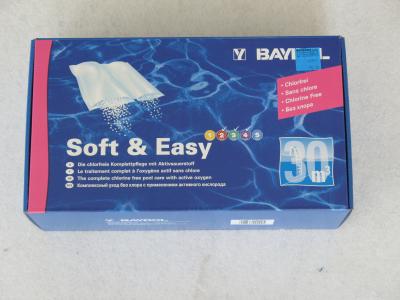 BAYROL
• Chlorfrei
• Sans chlore
• Chlorine Free
• Без хлора
Soft & Easy
1 2 3 4 5
30 m³
Die chlorfreie Komplettpflege mit Aktivsauerstoff
Le traitement complet à l'oxygène actif sans chlore
The complete chlorine free pool care with active oxygen
Комплексный уход без хлора с применением активного кислорода
BAYROL